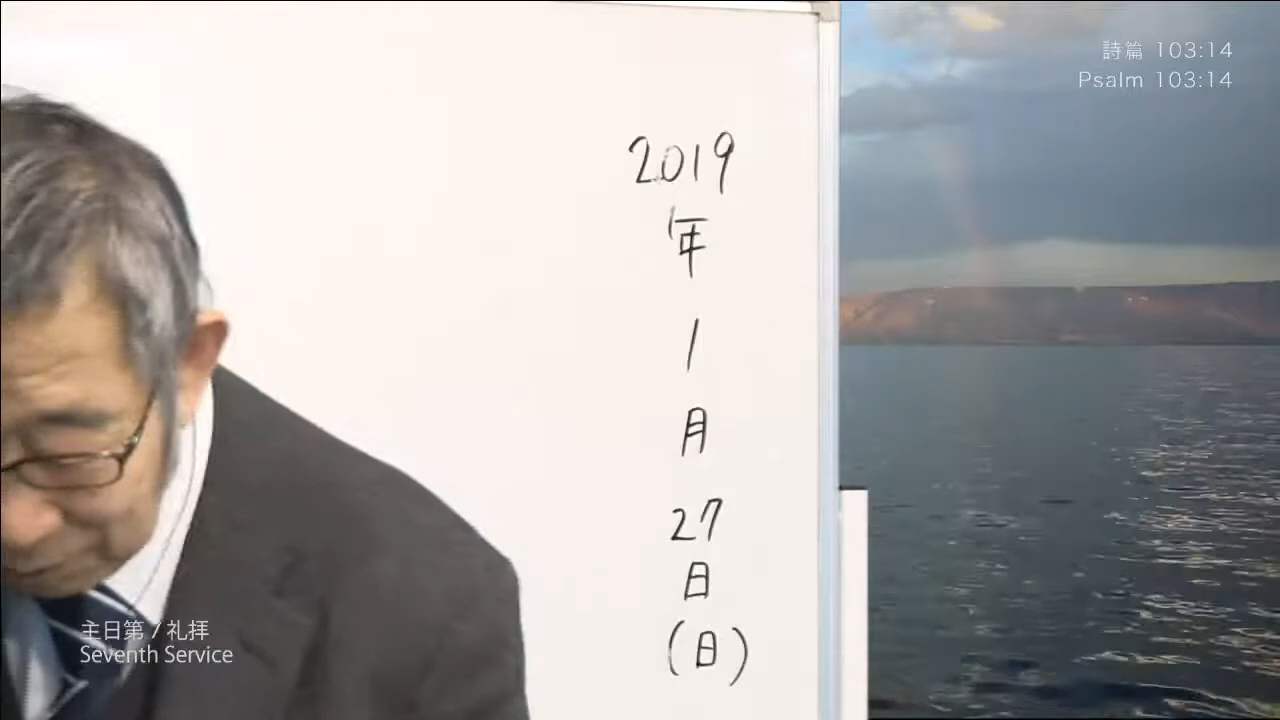 詩篇 103:14
Psalm 103:14
2019
年
1
月
27
日
(日)
主日第7礼拝
Seventh Service